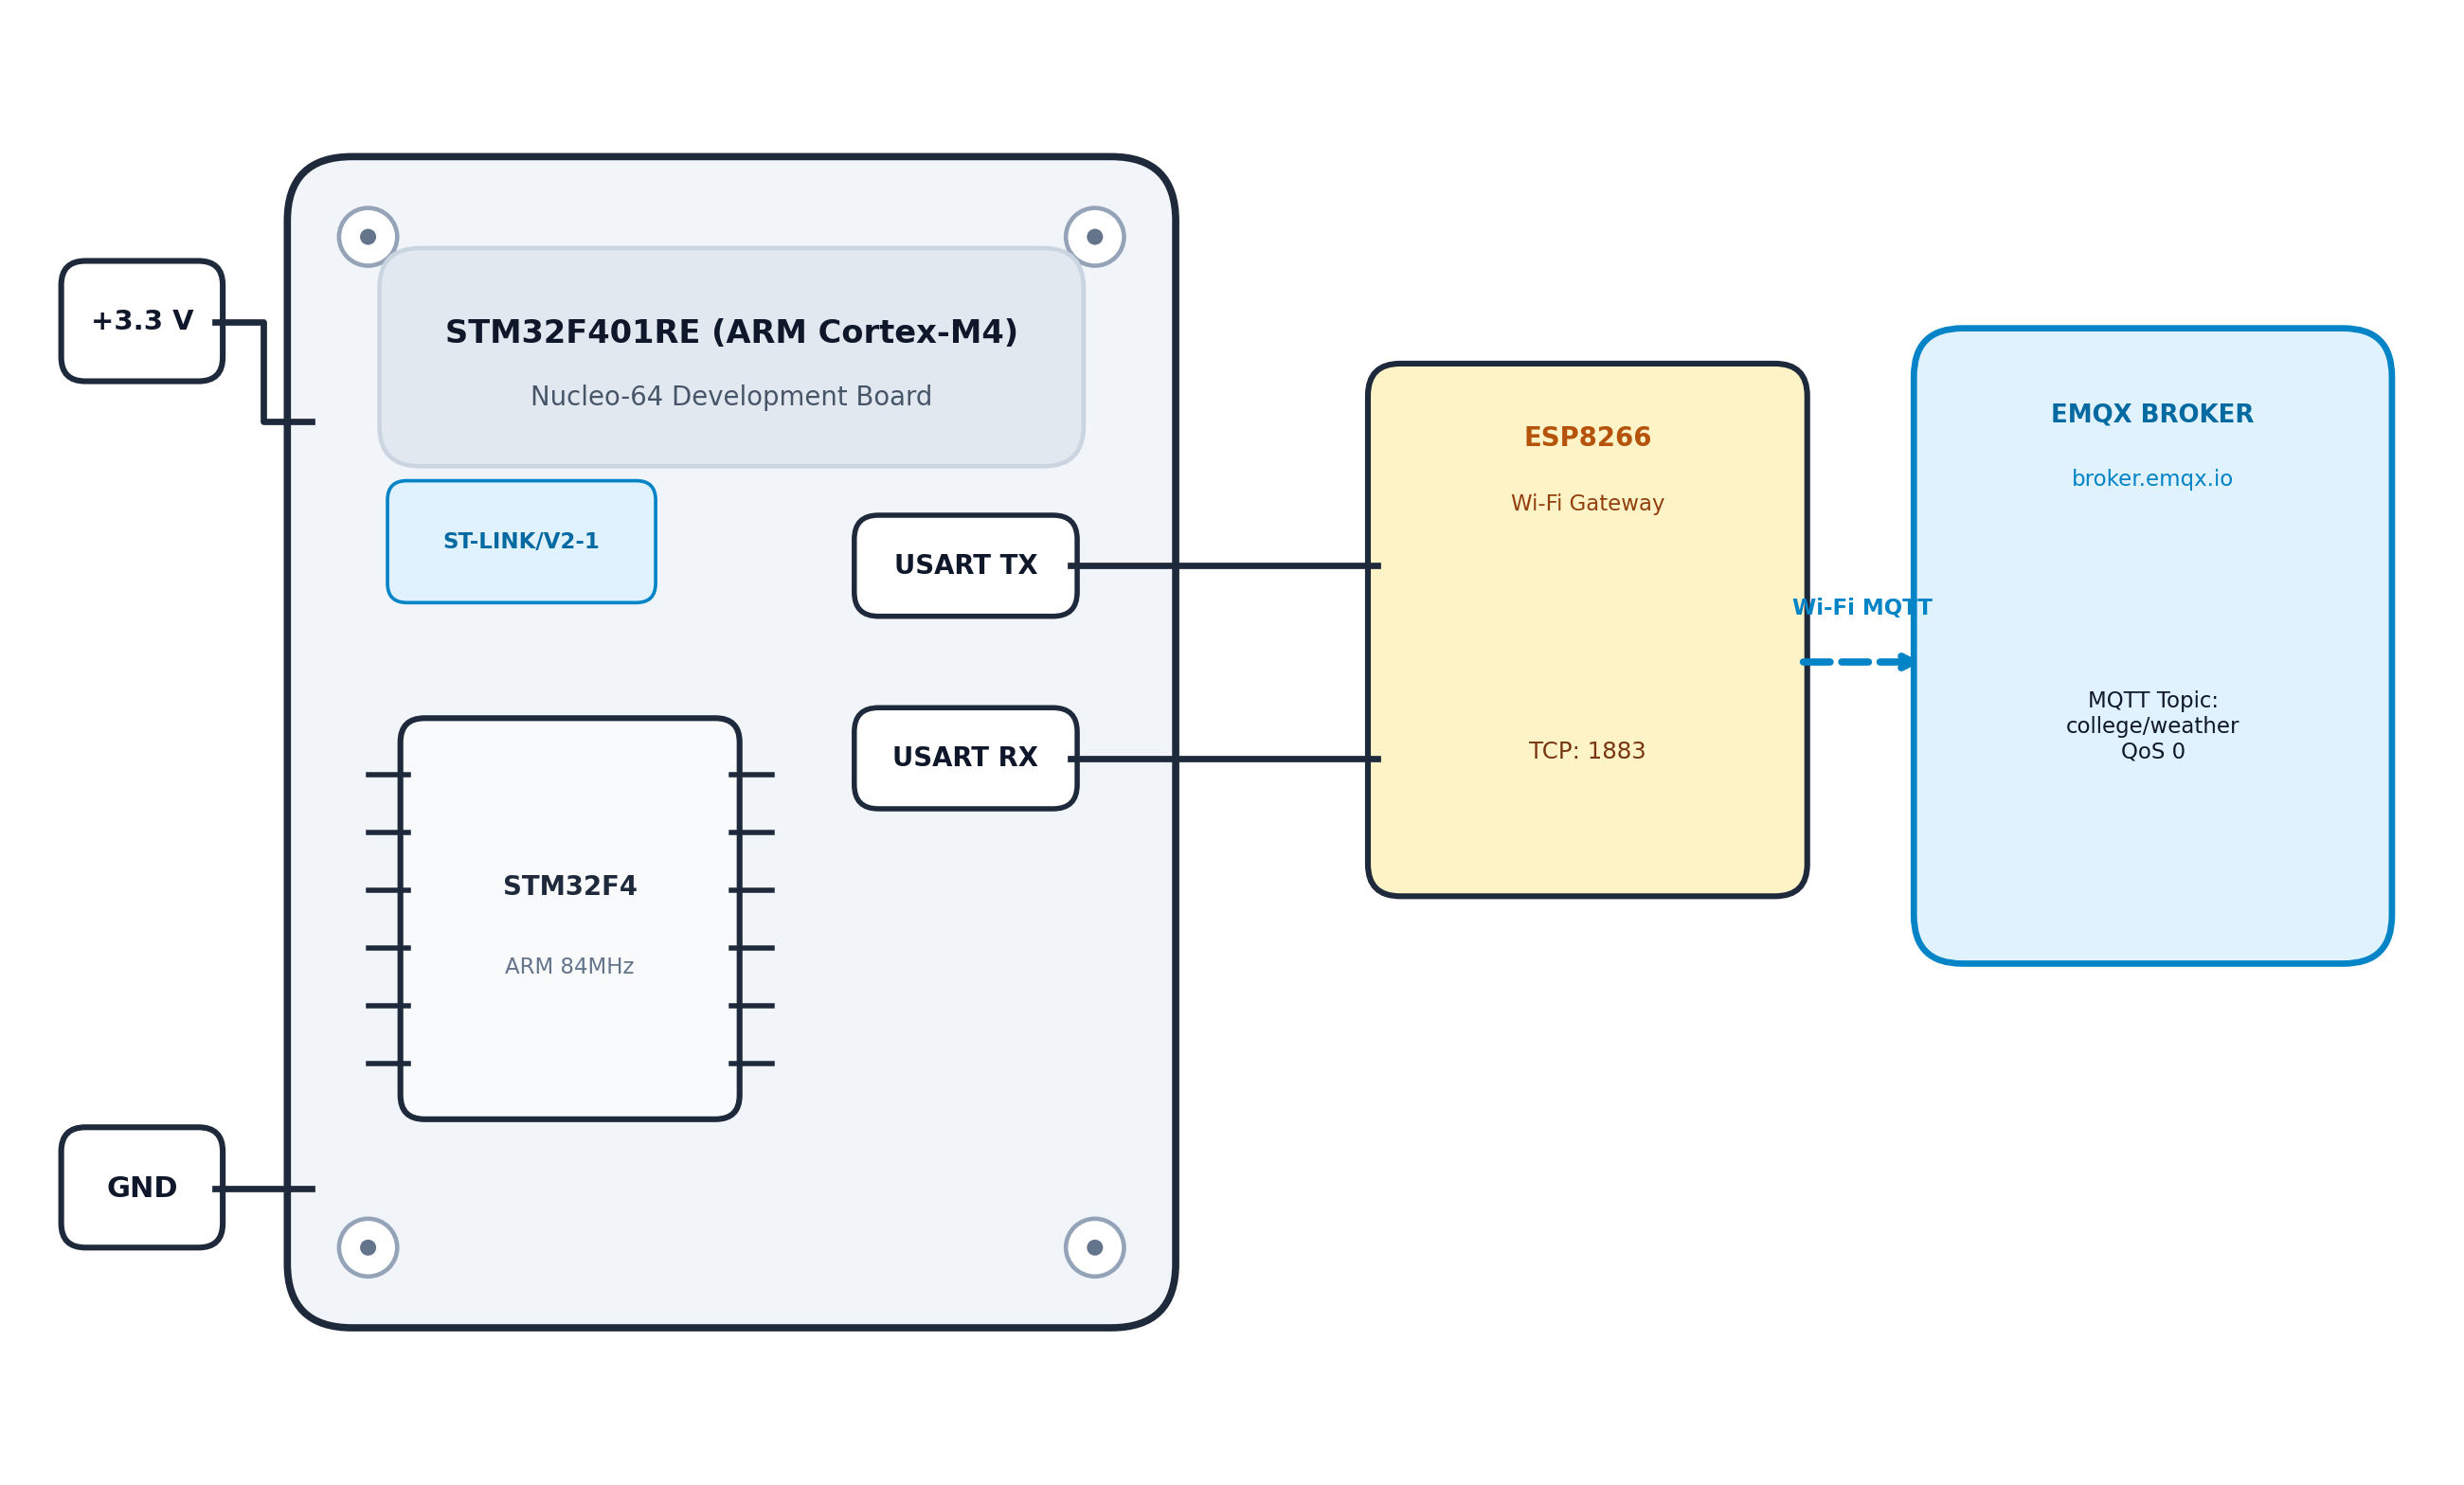 +3.3 V
STM32F401RE (ARM Cortex-M4)
Nucleo-64 Development Board
ST-LINK/V2-1
USART TX
USART RX
STM32F4
ARM 84MHz
GND
ESP8266
Wi-Fi Gateway
TCP: 1883
Wi-Fi MQTT
EMQX BROKER
broker.emqx.io
MQTT Topic:
college/weather
QoS 0